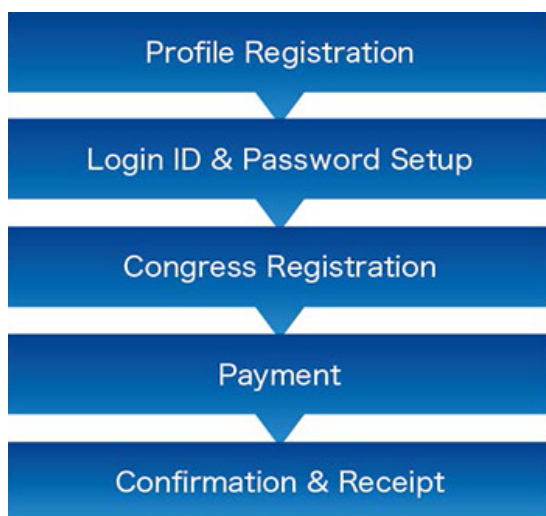 Profile Registration
Login ID & Password Setup
Congress Registration
Payment
Confirmation & Receipt